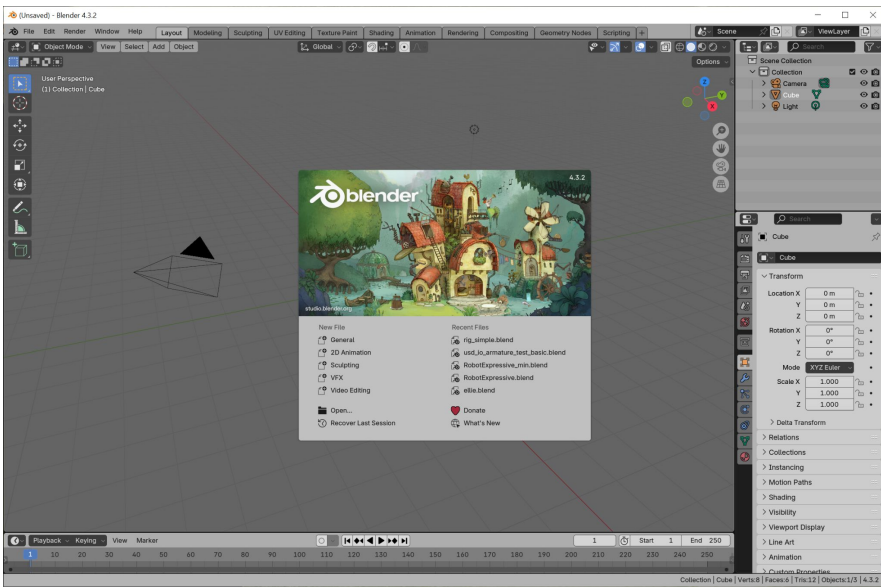 (Unsaved) - Blender 4.3.2
File Edit Render Window Help Layout Modeling Sculpting UV Editing Texture Paint Shading Animation Rendering Compositing Geometry Nodes Scripting + Scene ViewLayer
Object Mode View Select Add Object Global Search
Options
User Perspective
(1) Collection | Cube
Z
Y
X
Scene Collection
Collection
Camera
Cube
Light
4.3.2
blender
studio.blender.org
New File
General
2D Animation
Sculpting
VFX
Video Editing
Open...
Recover Last Session
Recent Files
rig_simple.blend
usd_io_armature_test_basic.blend
RobotExpressive_min.blend
RobotExpressive.blend
ellie.blend
Donate
What's New
Search
Cube
Cube
Transform
Location X 0 m
Y 0 m
Z 0 m
Rotation X 0°
Y 0°
Z 0°
Mode XYZ Euler
Scale X 1.000
Y 1.000
Z 1.000
Delta Transform
Relations
Collections
Instancing
Motion Paths
Shading
Visibility
Viewport Display
Line Art
Animation
Custom Properties
Playback Keying View Marker 1 Start 1 End 250
1 10 20 30 40 50 60 70 80 90 100 110 120 130 140 150 160 170 180 190 200 210 220 230 240 250
Collection | Cube | Verts:8 | Faces:6 | Tris:12 | Objects:1/3 | 4.3.2